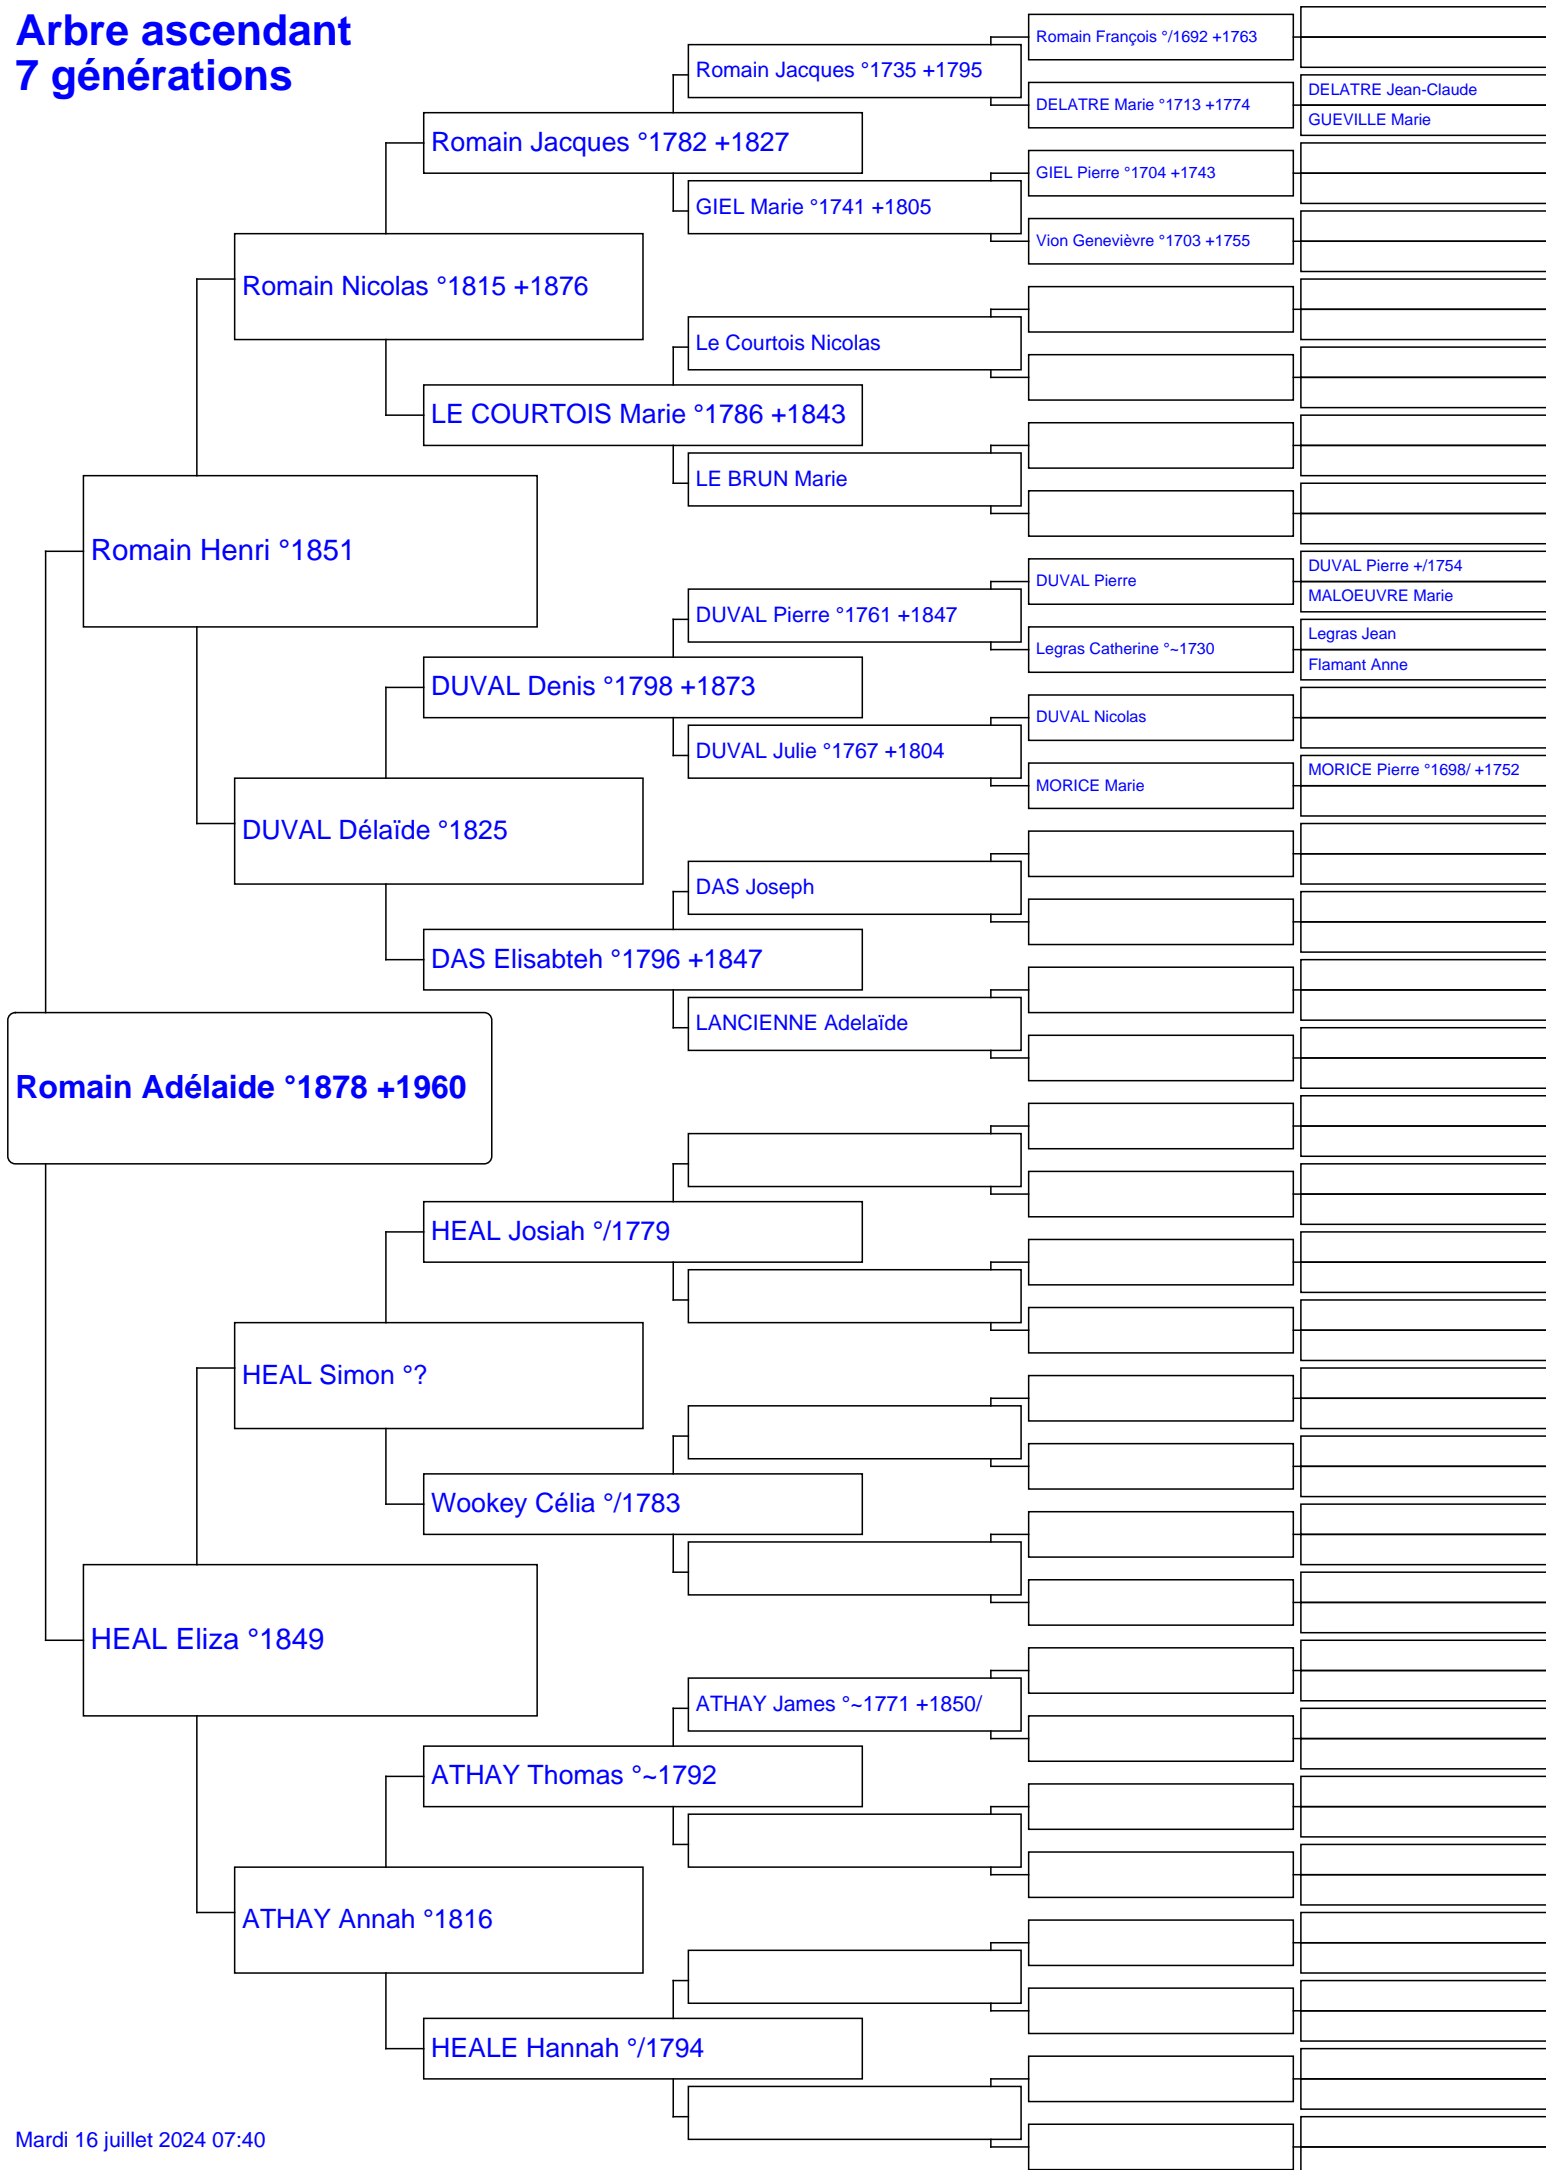 Arbre ascendant
7 générations
Romain François °/1692 +1763
Romain Jacques °1735 +1795
DELATRE Marie °1713 +1774
DELATRE Jean-Claude
GUEVILLE Marie
Romain Jacques °1782 +1827
GIEL Pierre °1704 +1743
GIEL Marie °1741 +1805
Vion Genevièvre °1703 +1755
Romain Nicolas °1815 +1876
Le Courtois Nicolas
LE COURTOIS Marie °1786 +1843
LE BRUN Marie
Romain Henri °1851
DUVAL Pierre
DUVAL Pierre +/1754
MALOEUVRE Marie
DUVAL Pierre °1761 +1847
Legras Catherine °~1730
Legras Jean
Flamant Anne
DUVAL Denis °1798 +1873
DUVAL Nicolas
DUVAL Julie °1767 +1804
MORICE Marie
MORICE Pierre °1698/ +1752
DUVAL Délaïde °1825
DAS Joseph
DAS Elisabteh °1796 +1847
LANCIENNE Adelaïde
Romain Adélaide °1878 +1960
HEAL Josiah °/1779
HEAL Simon °?
Wookey Célia °/1783
HEAL Eliza °1849
ATHAY James °~1771 +1850/
ATHAY Thomas °~1792
ATHAY Annah °1816
HEALE Hannah °/1794
Mardi 16 juillet 2024 07:40